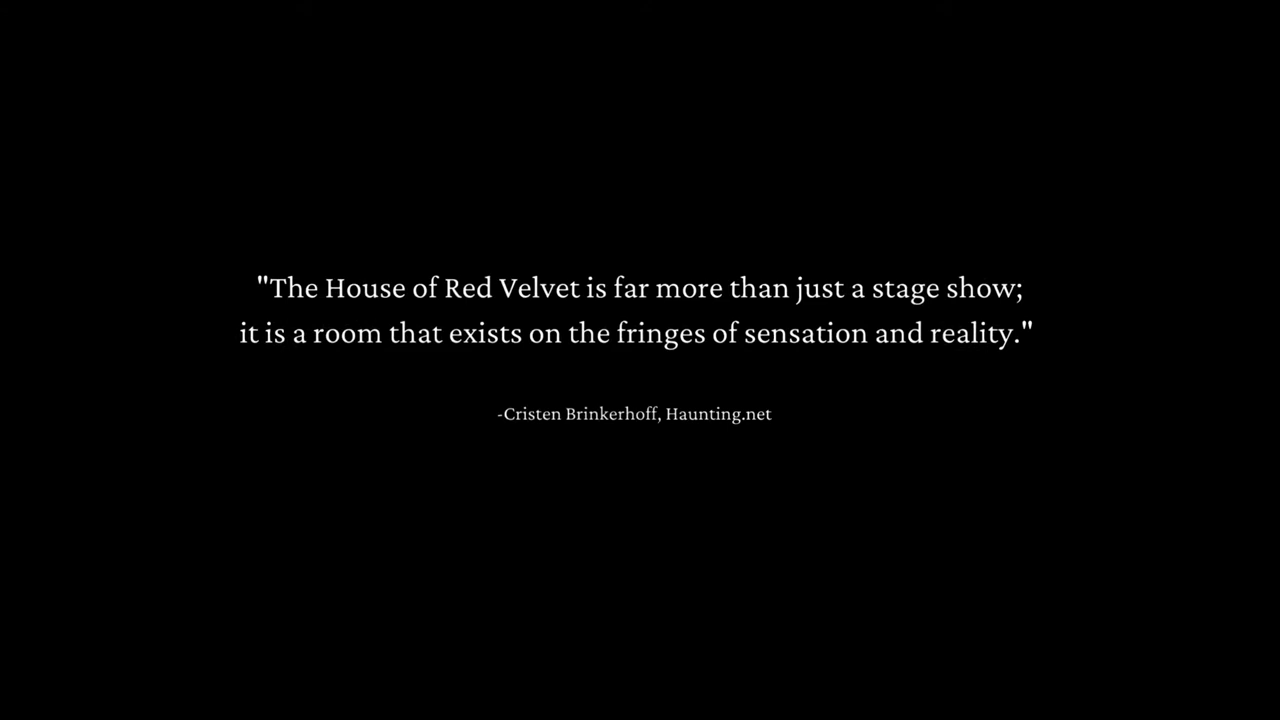 "The House of Red Velvet is far more than just a stage show;
it is a room that exists on the fringes of sensation and reality."
-Cristen Brinkerhoff, Haunting.net